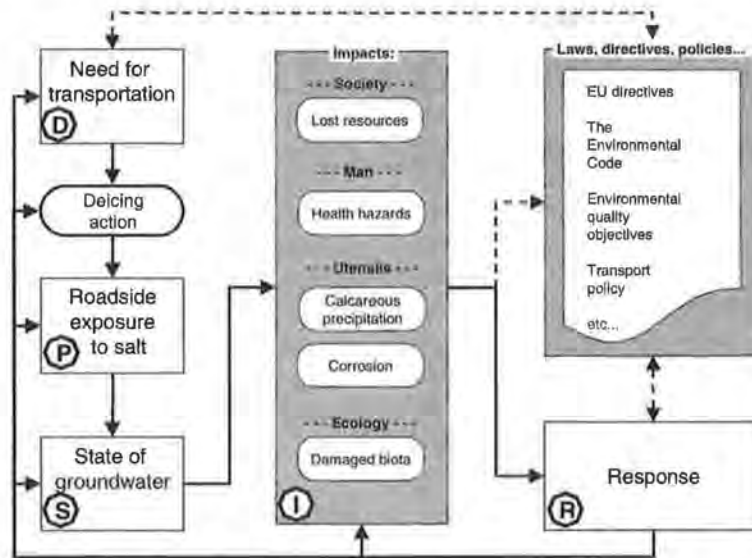 Need for
transportation
D
Deicing
action
Roadside
exposure
to salt
P
State of
groundwater
S
Impacts:
Society
Lost resources
Man
Health hazards
Utensils
Calcareous
precipitation
Corrosion
Ecology
Damaged biota
I
Laws, directives, policies...
EU directives
The
Environmental
Code
Environmental
quality
objectives
Transport
policy
etc...
Response
R